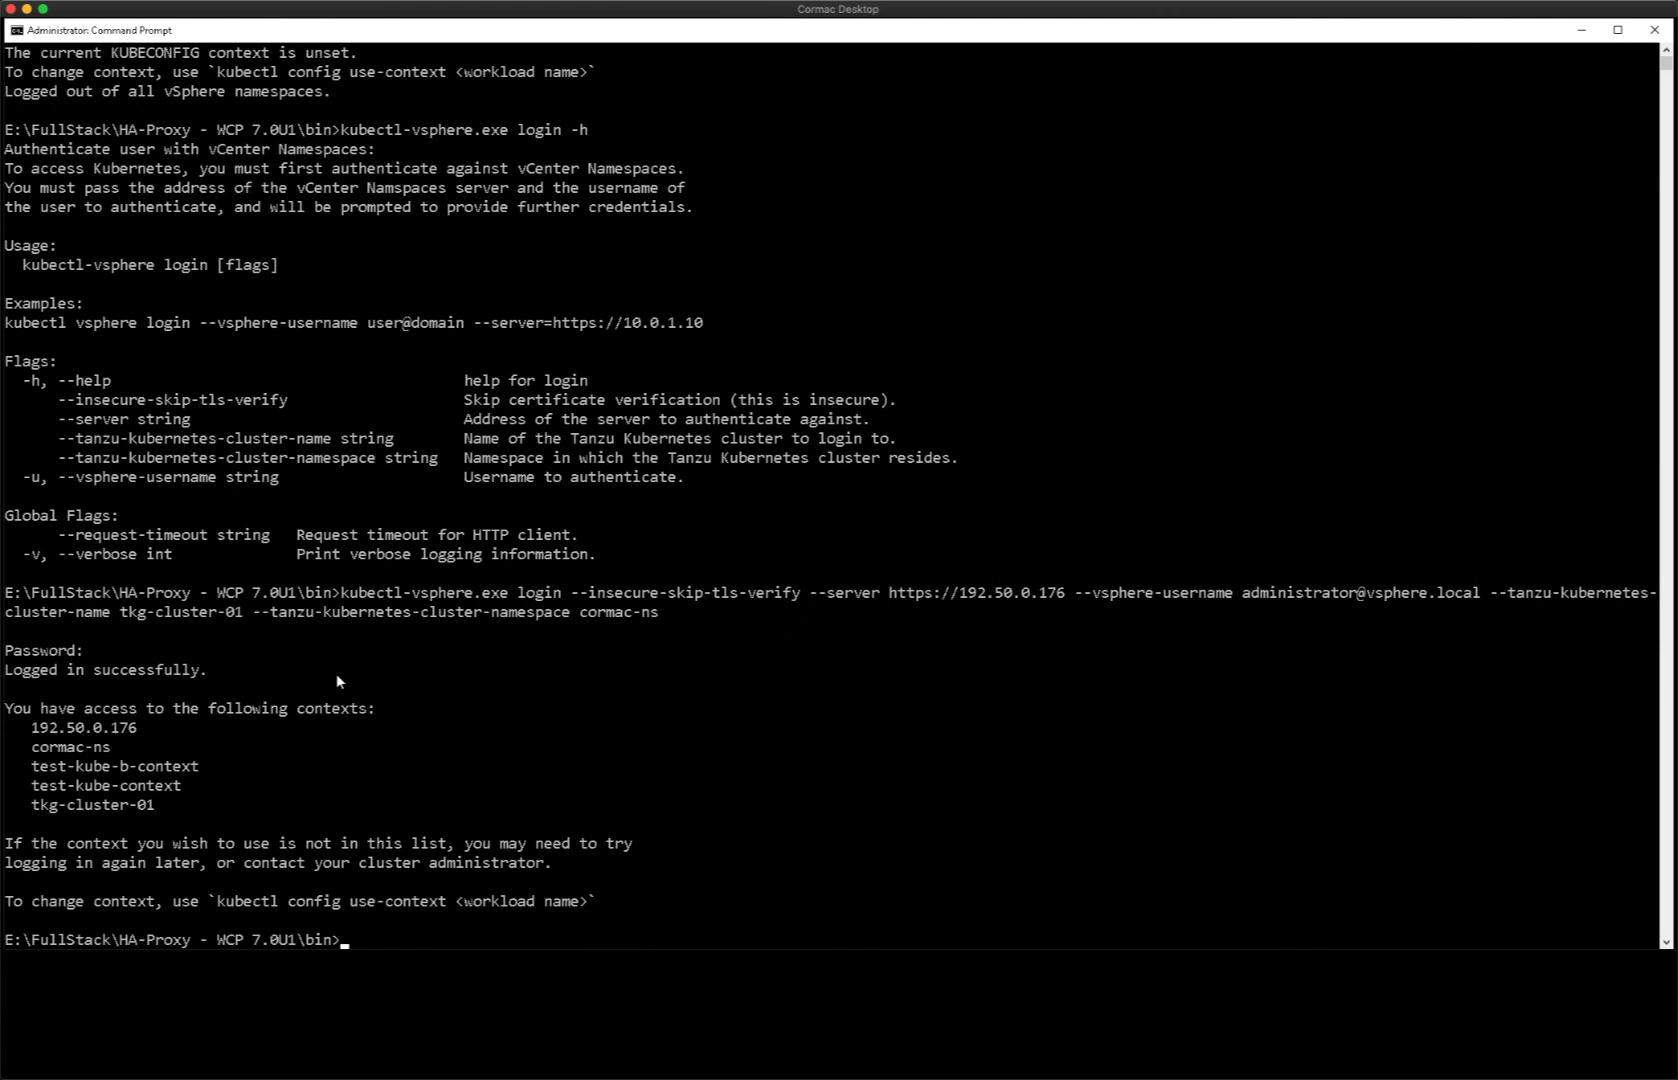 Cormac Desktop
Administrator: Command Prompt
The current KUBECONFIG context is unset.
To change context, use `kubectl config use-context <workload name>`
Logged out of all vSphere namespaces.
E:\FullStack\HA-Proxy - WCP 7.0U1\bin>kubectl-vsphere.exe login -h
Authenticate user with vCenter Namespaces:
To access Kubernetes, you must first authenticate against vCenter Namespaces.
You must pass the address of the vCenter Namspaces server and the username of
the user to authenticate, and will be prompted to provide further credentials.
Usage:
  kubectl-vsphere login [flags]
Examples:
kubectl vsphere login --vsphere-username user@domain --server=https://10.0.1.10
Flags:
  -h, --help                                        help for login
      --insecure-skip-tls-verify                    Skip certificate verification (this is insecure).
      --server string                               Address of the server to authenticate against.
      --tanzu-kubernetes-cluster-name string        Name of the Tanzu Kubernetes cluster to login to.
      --tanzu-kubernetes-cluster-namespace string   Namespace in which the Tanzu Kubernetes cluster resides.
  -u, --vsphere-username string                     Username to authenticate.
Global Flags:
      --request-timeout string   Request timeout for HTTP client.
  -v, --verbose int              Print verbose logging information.
E:\FullStack\HA-Proxy - WCP 7.0U1\bin>kubectl-vsphere.exe login --insecure-skip-tls-verify --server https://192.50.0.176 --vsphere-username administrator@vsphere.local --tanzu-kubernetes-
cluster-name tkg-cluster-01 --tanzu-kubernetes-cluster-namespace cormac-ns
Password:
Logged in successfully.
You have access to the following contexts:
   192.50.0.176
   cormac-ns
   test-kube-b-context
   test-kube-context
   tkg-cluster-01
If the context you wish to use is not in this list, you may need to try
logging in again later, or contact your cluster administrator.
To change context, use `kubectl config use-context <workload name>`
E:\FullStack\HA-Proxy - WCP 7.0U1\bin>